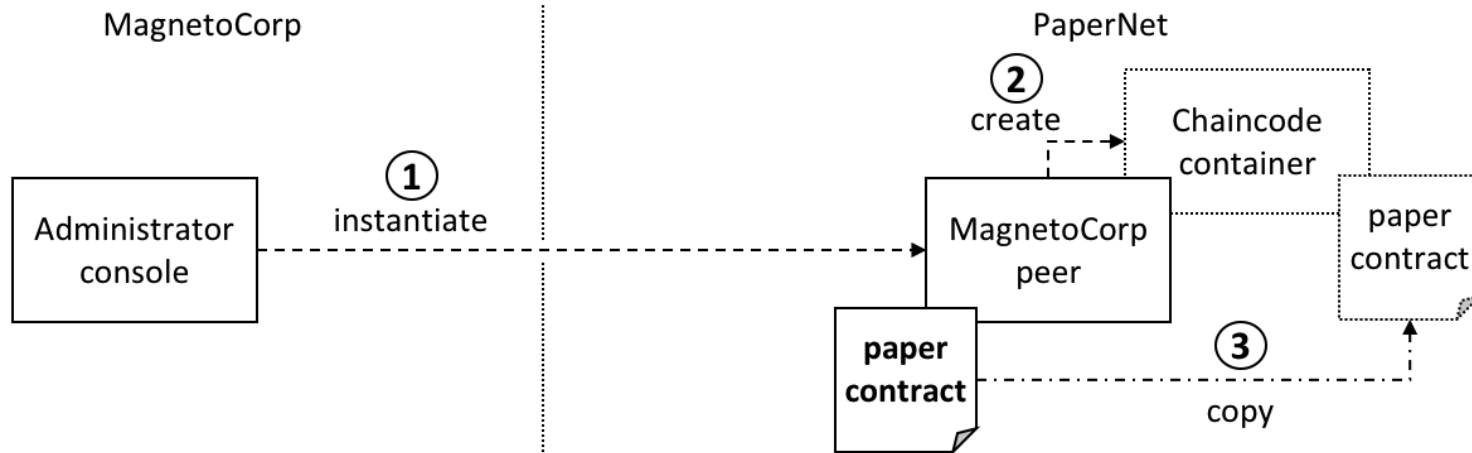 MagnetoCorp
PaperNet
2
create
Chaincode
container
1
instantiate
Administrator
console
MagnetoCorp
peer
paper
contract
paper
contract
3
copy